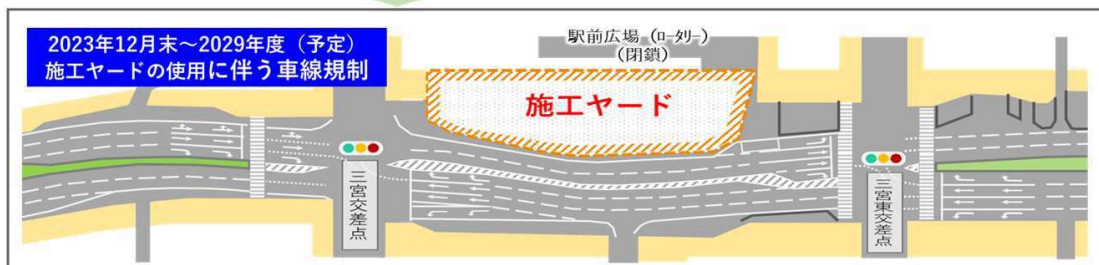 2023年12月末～2029年度（予定）
施工ヤードの使用に伴う車線規制
駅前広場（ﾛｰﾀﾘｰ）
（閉鎖）
施工ヤード
三宮交差点
三宮東交差点